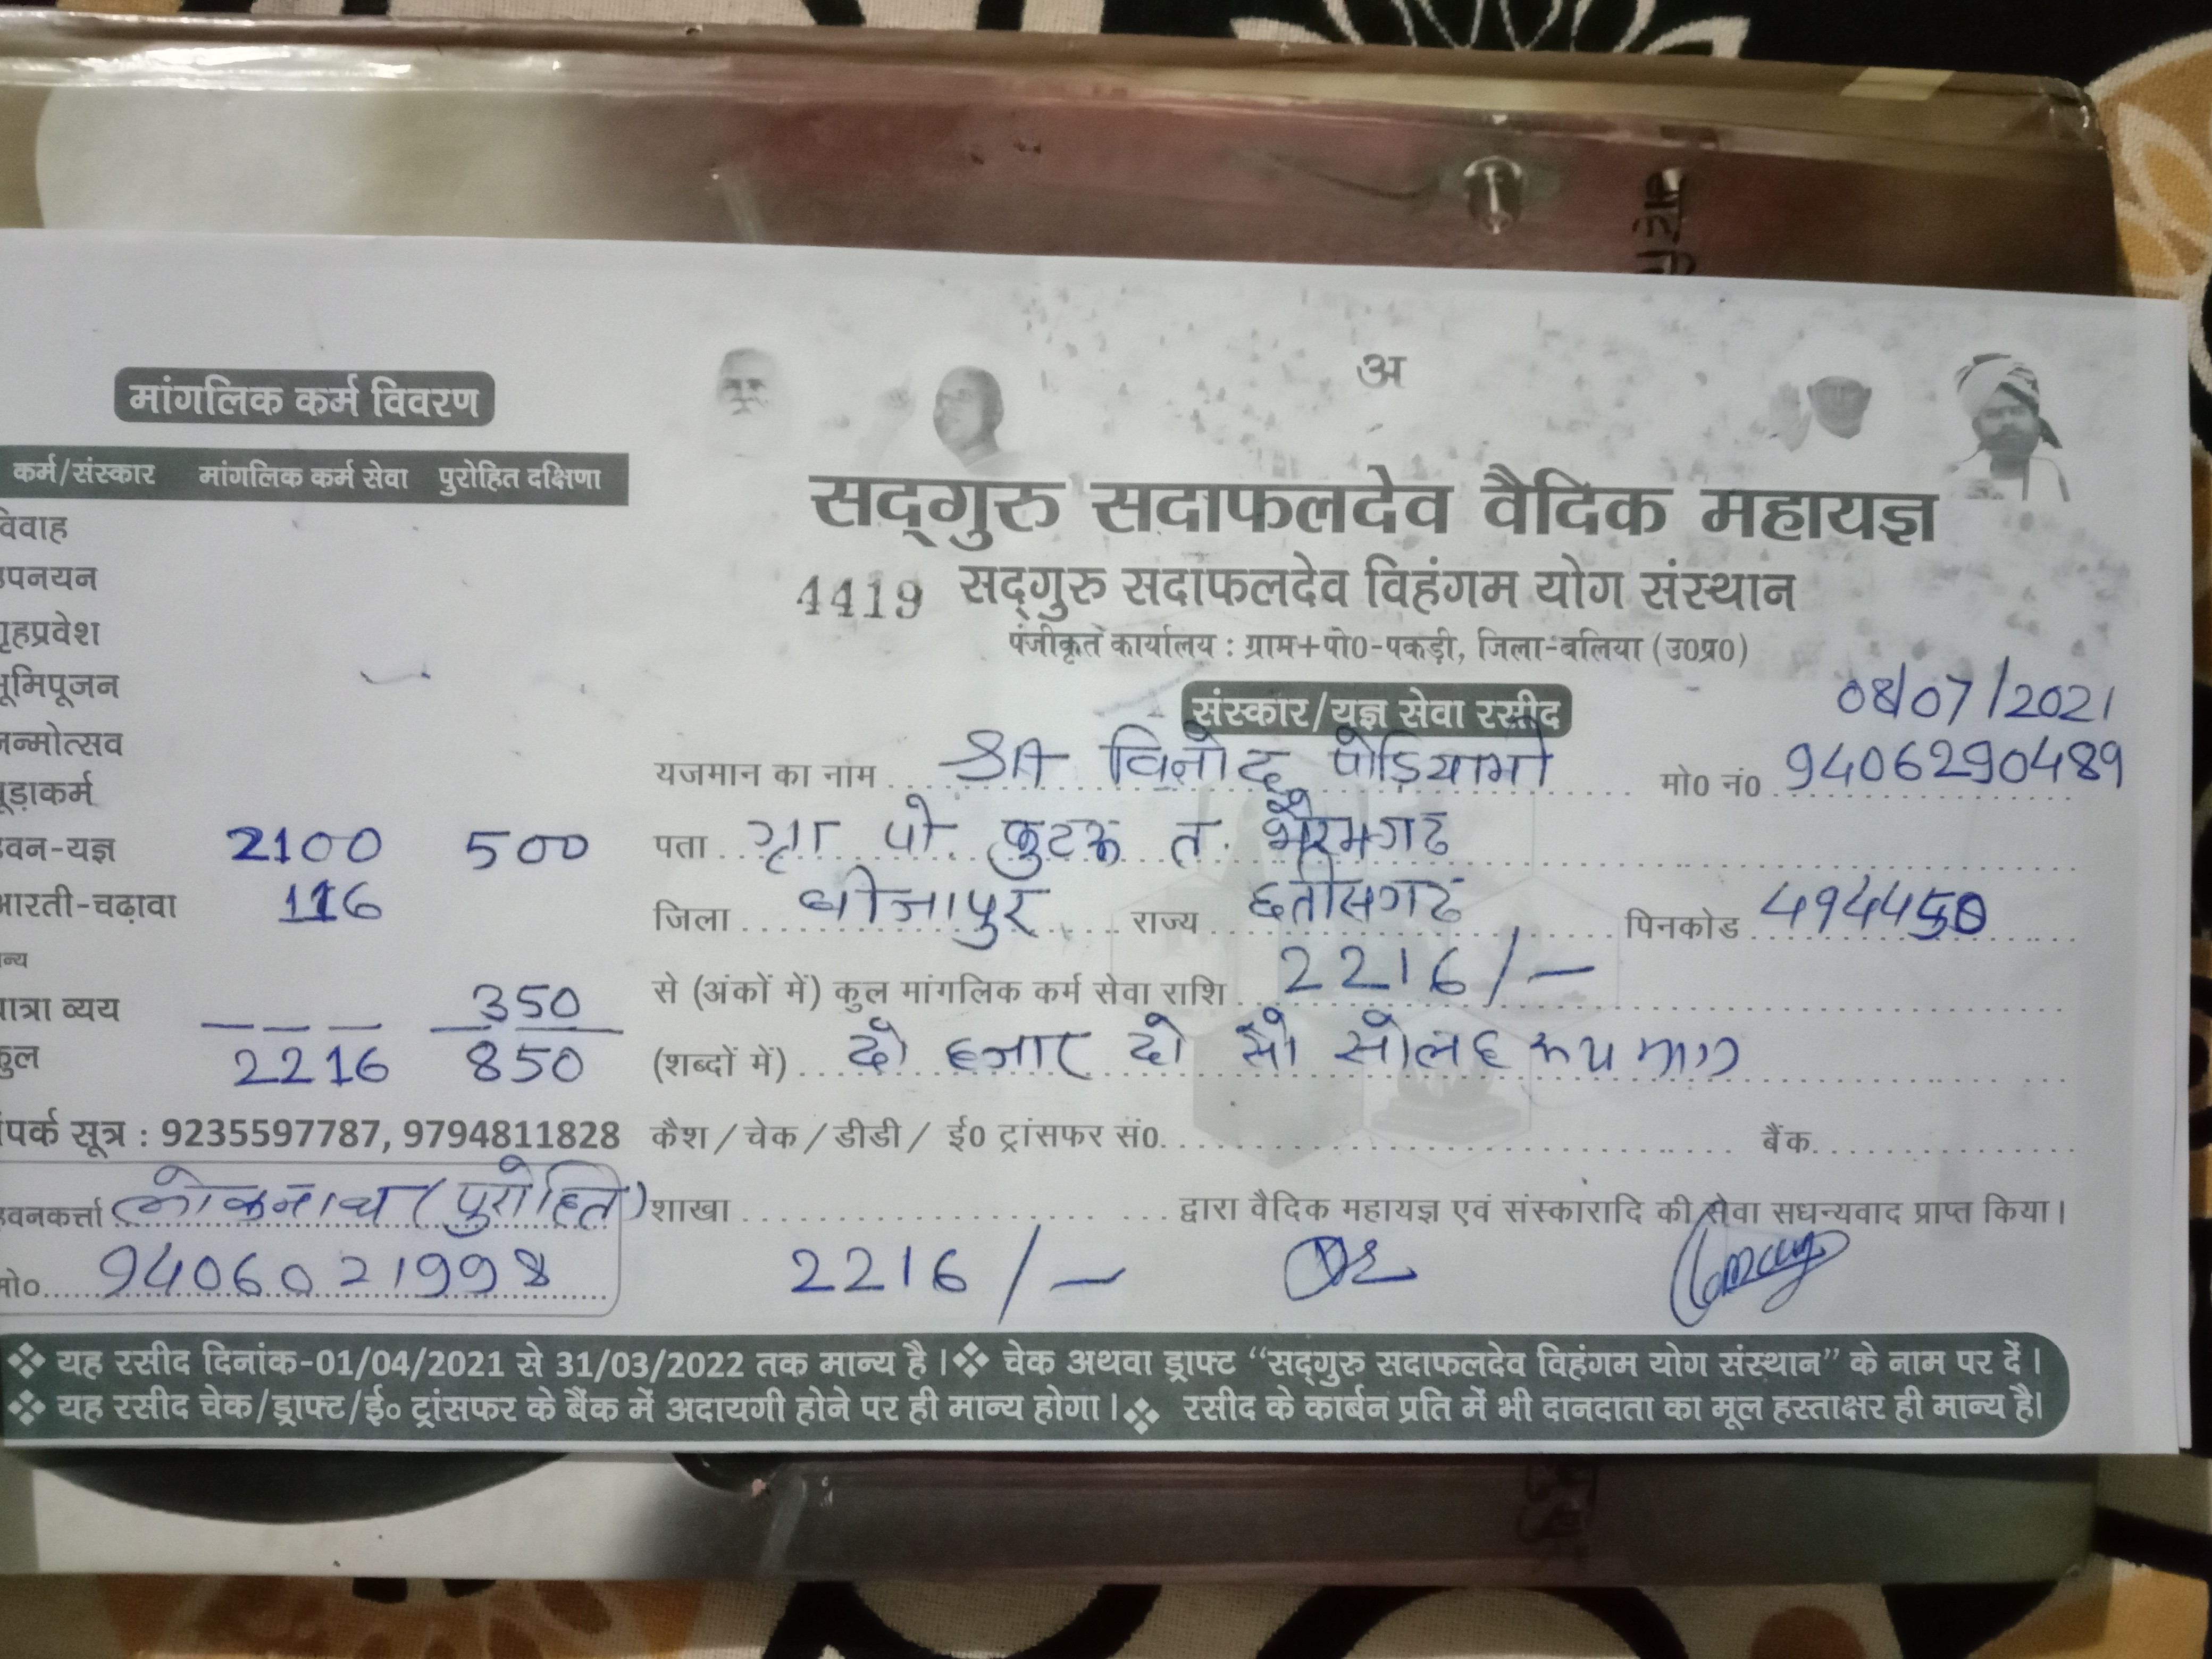 अ
मांगलिक कर्म विवरण
कर्म/संस्कार मांगलिक कर्म सेवा पुरोहित दक्षिणा
विवाह
उपनयन
गृहप्रवेश
भूमिपूजन
जन्मोत्सव
चूड़ाकर्म
हवन-यज्ञ 2100 500
आरती-चढ़ावा 116
अन्य
यात्रा व्यय 350
कुल 2216 850
संपर्क सूत्र : 9235597787, 9794811828
हवनकर्त्ता लोकनाथ (पुरोहित)
मो० 9406021998
सद्गुरु सदाफलदेव वैदिक महायज्ञ
4419 सद्गुरु सदाफलदेव विहंगम योग संस्थान
पंजीकृत कार्यालय : ग्राम+पो0-पकड़ी, जिला-बलिया (उ0प्र0)
संस्कार/यज्ञ सेवा रसीद 08/07/2021
यजमान का नाम श्री विनोद पोड़ियामी मो0 नं0 9406290489
पता ग्रा पो. कुटरू त. भैरमगढ
जिला बीजापुर राज्य छतीसगढ पिनकोड 494450
से (अंकों में) कुल मांगलिक कर्म सेवा राशि 2216/-
(शब्दों में) दो हजार दो सौ सोलह रूप मात्र
कैश/चेक/डीडी/ ई0 ट्रांसफर सं0 बैंक
शाखा द्वारा वैदिक महायज्ञ एवं संस्कारादि की सेवा सधन्यवाद प्राप्त किया।
2216/-
❖ यह रसीद दिनांक-01/04/2021 से 31/03/2022 तक मान्य है।❖ चेक अथवा ड्राफ्ट “सद्गुरु सदाफलदेव विहंगम योग संस्थान” के नाम पर दें।
❖ यह रसीद चेक/ड्राफ्ट/ई० ट्रांसफर के बैंक में अदायगी होने पर ही मान्य होगा।❖ रसीद के कार्बन प्रति में भी दानदाता का मूल हस्ताक्षर ही मान्य है।